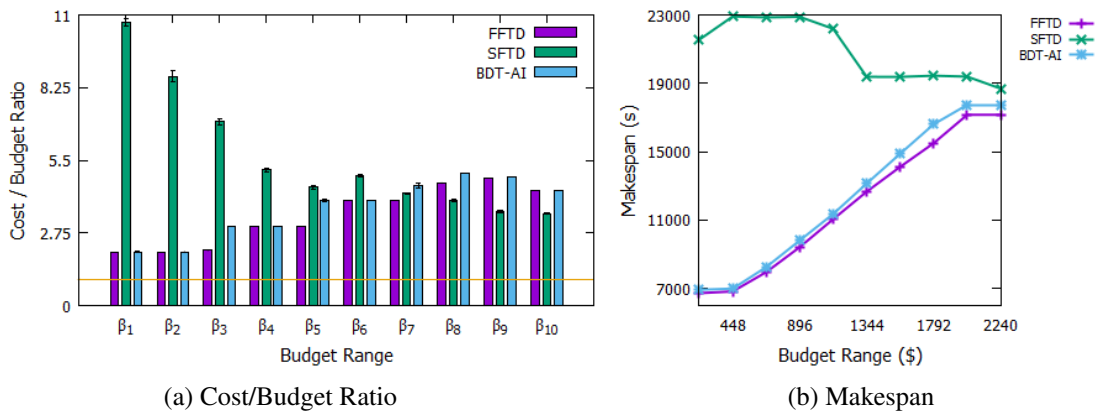 11
8.25
5.5
2.75
0
Cost / Budget Ratio
FFTD
SFTD
BDT-AI
β1 β2 β3 β4 β5 β6 β7 β8 β9 β10
Budget Range
(a) Cost/Budget Ratio
23000
19000
15000
11000
7000
Makespan (s)
FFTD
SFTD
BDT-AI
448 896 1344 1792 2240
Budget Range ($)
(b) Makespan